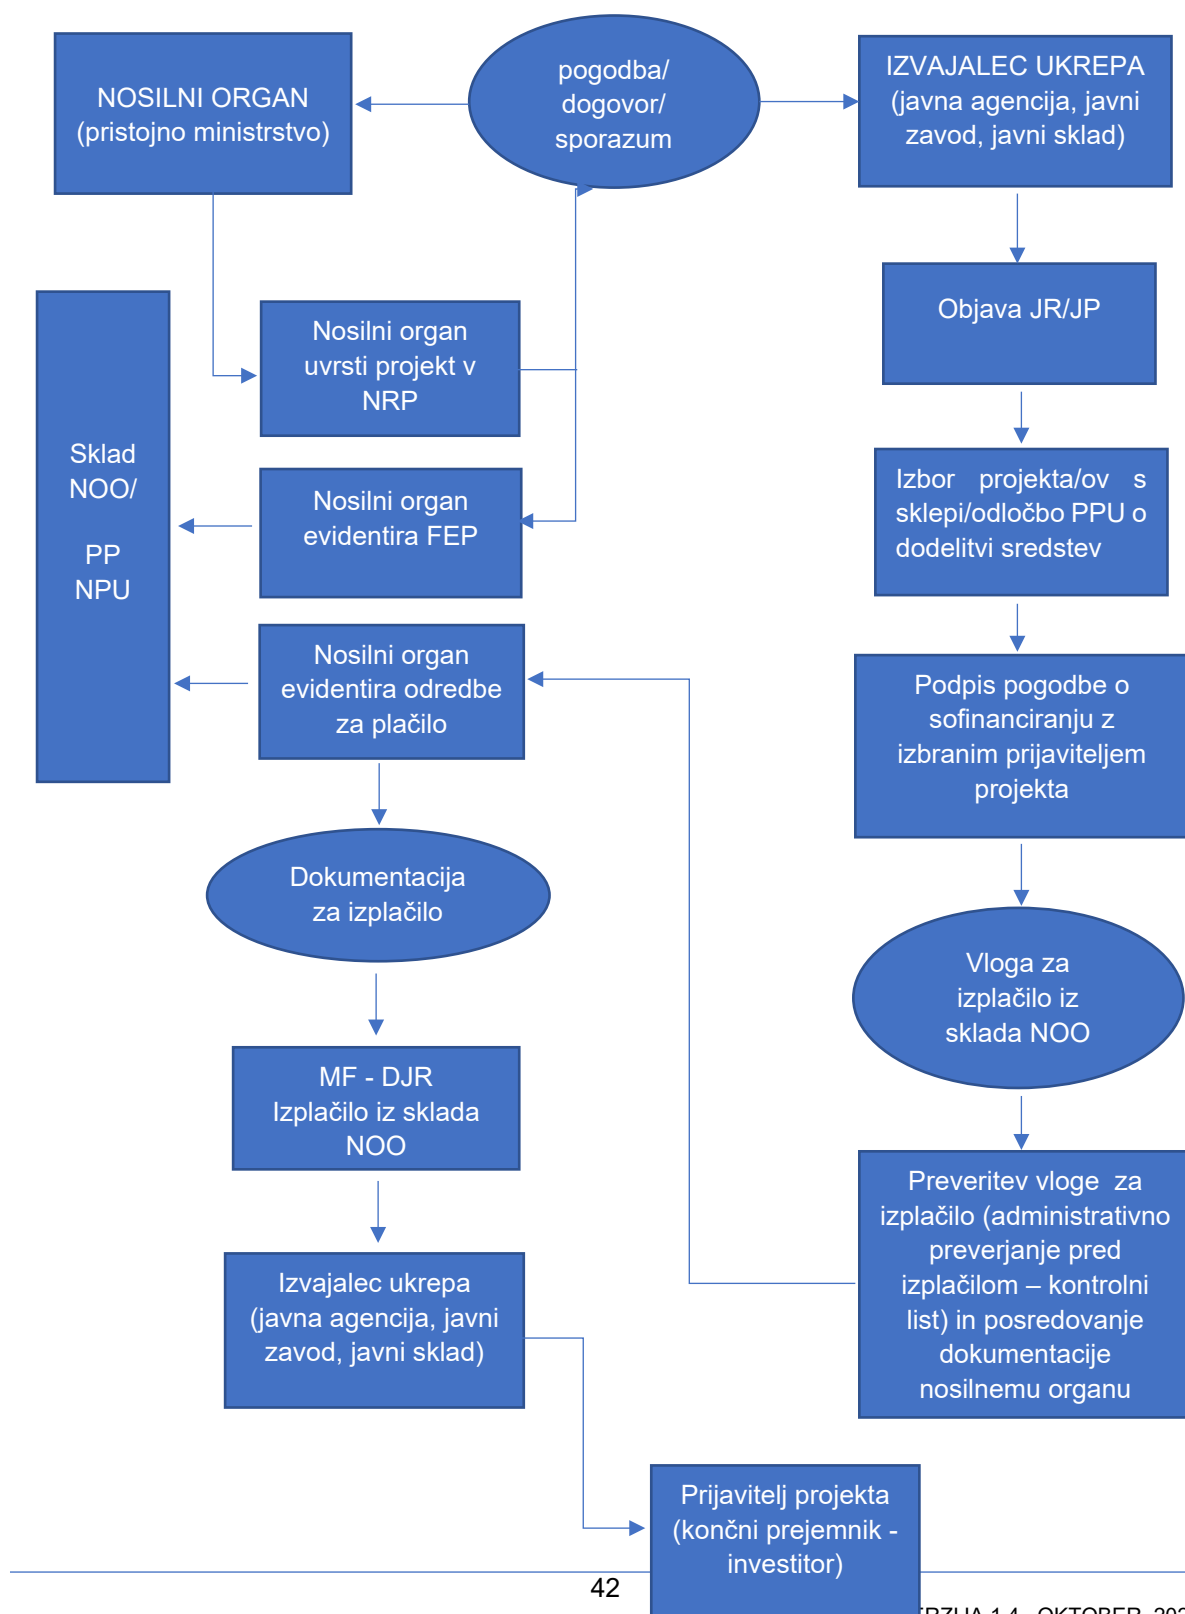 NOSILNI ORGAN
(pristojno ministrstvo)
pogodba/
dogovor/
sporazum
IZVAJALEC UKREPA
(javna agencija, javni
zavod, javni sklad)
Objava JR/JP
Nosilni organ
uvrsti projekt v
NRP
Sklad
NOO/
PP
NPU
Nosilni organ
evidentira FEP
Izbor projekta/ov s
sklepi/odločbo PPU o
dodelitvi sredstev
Nosilni organ
evidentira odredbe
za plačilo
Podpis pogodbe o
sofinanciranju z
izbranim prijaviteljem
projekta
Dokumentacija
za izplačilo
Vloga za
izplačilo iz
sklada NOO
MF - DJR
Izplačilo iz sklada
NOO
Preveritev vloge za
izplačilo (administrativno
preverjanje pred
izplačilom – kontrolni
list) in posredovanje
dokumentacije
nosilnemu organu
Izvajalec ukrepa
(javna agencija, javni
zavod, javni sklad)
Prijavitelj projekta
(končni prejemnik -
investitor)
42
1.4, OKTOBER